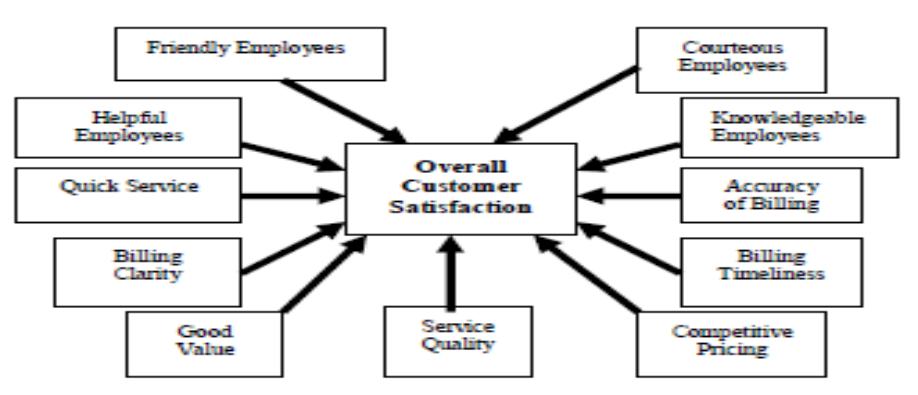 Friendly Employees
Courteous
Employees
Helpful
Employees
Knowledgeable
Employees
Overall
Customer
Satisfaction
Quick Service
Accuracy
of Billing
Billing
Clarity
Billing
Timeliness
Good
Value
Service
Quality
Competitive
Pricing